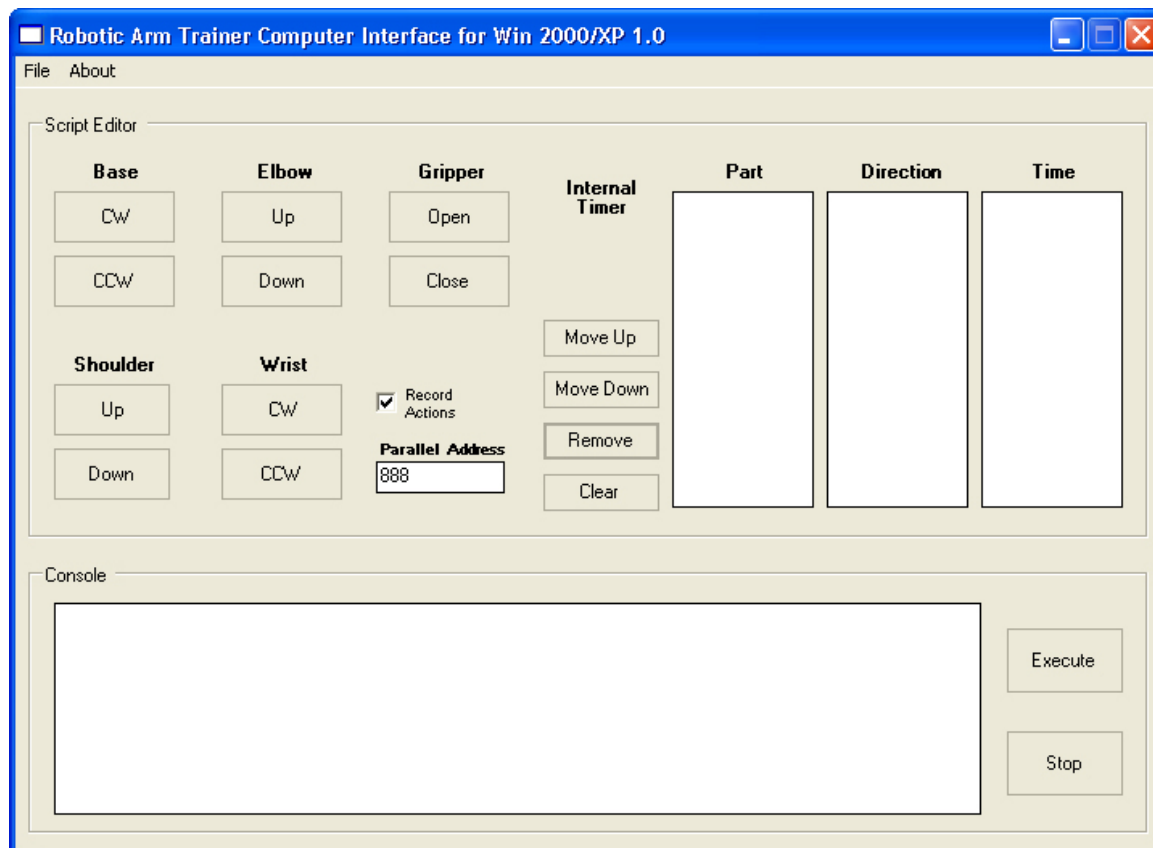 Robotic Arm Trainer Computer Interface for Win 2000/XP 1.0
File About
Script Editor
Base
CW
CCW
Elbow
Up
Down
Gripper
Open
Close
Shoulder
Up
Down
Wrist
CW
CCW
Record
Actions
Parallel Address
888
Internal
Timer
Move Up
Move Down
Remove
Clear
Part
Direction
Time
Console
Execute
Stop